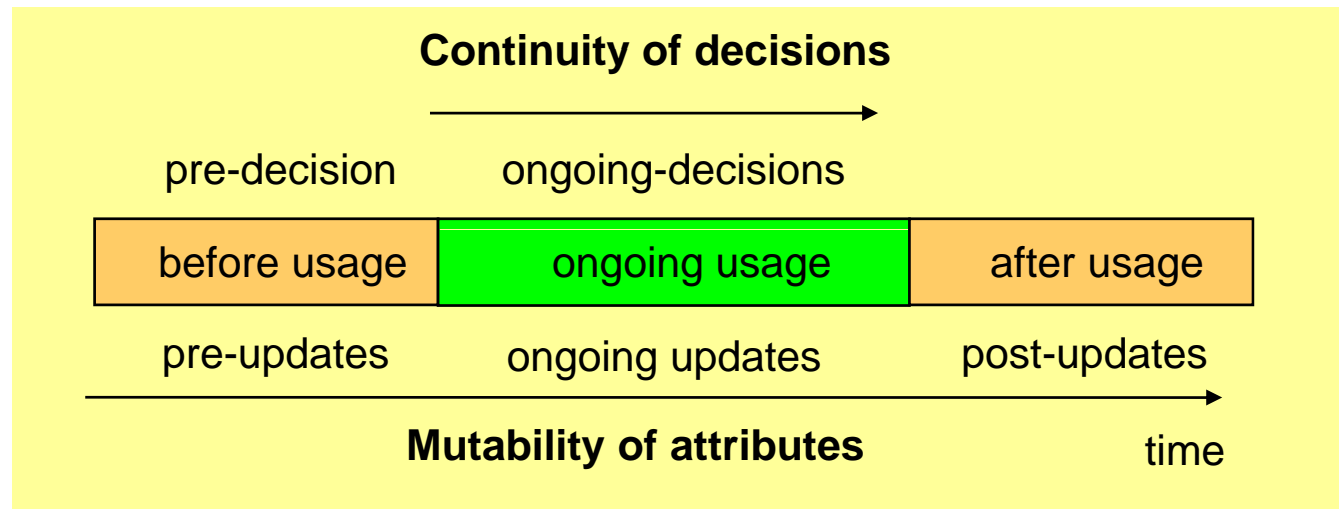 Continuity of decisions
pre-decision ongoing-decisions
before usage ongoing usage after usage
pre-updates ongoing updates post-updates
Mutability of attributes time